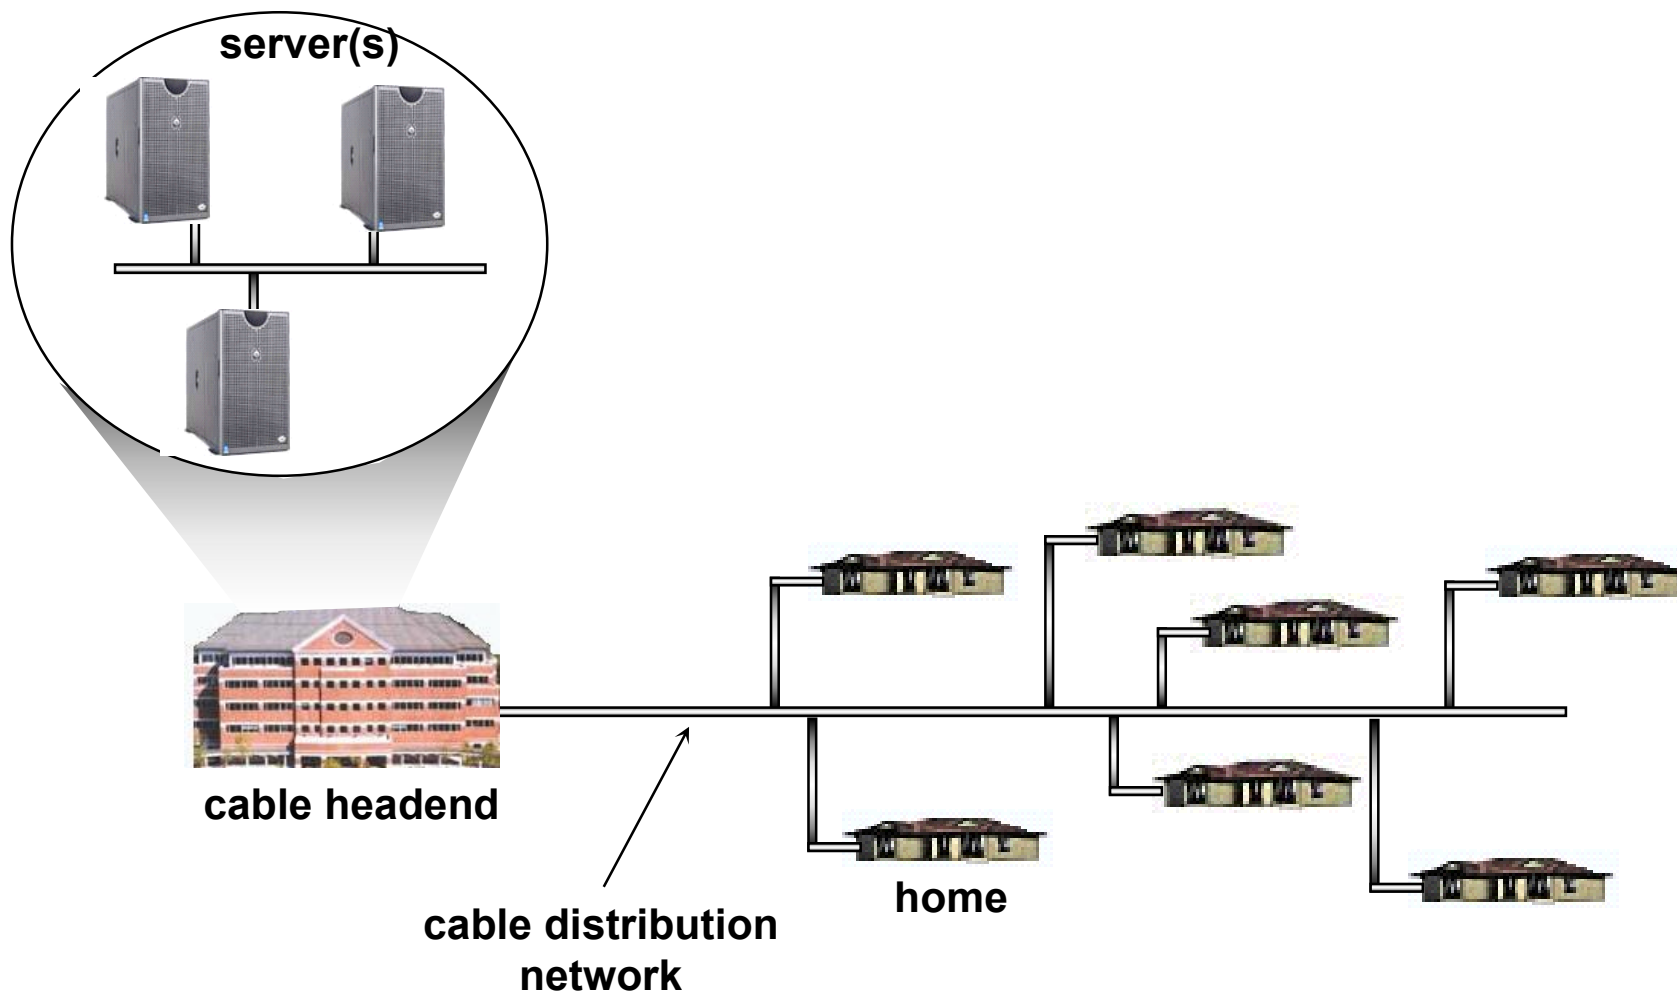 server(s)
cable headend
home
cable distribution
network